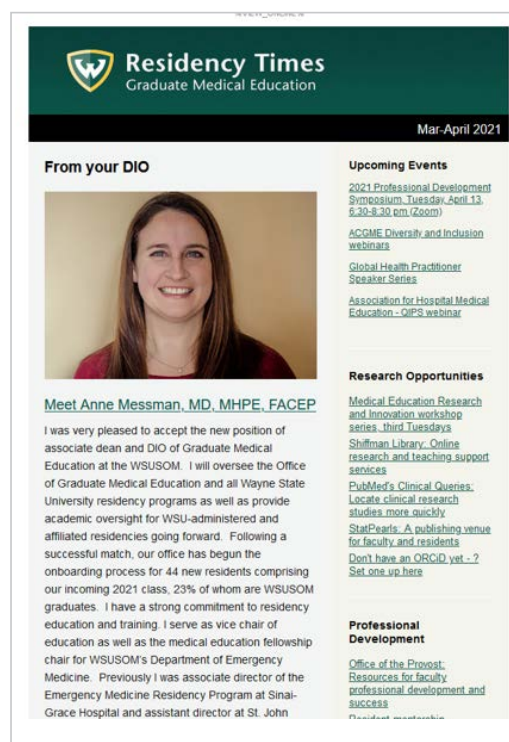 Residency Times
Graduate Medical Education
Mar-April 2021
From your DIO
Meet Anne Messman, MD, MHPE, FACEP
I was very pleased to accept the new position of
associate dean and DIO of Graduate Medical
Education at the WSUSOM.  I will oversee the Office
of Graduate Medical Education and all Wayne State
University residency programs as well as provide
academic oversight for WSU-administered and
affiliated residencies going forward.  Following a
successful match, our office has begun the
onboarding process for 44 new residents comprising
our incoming 2021 class, 23% of whom are WSUSOM
graduates.  I have a strong commitment to residency
education and training. I serve as vice chair of
education as well as the medical education fellowship
chair for WSUSOM's Department of Emergency
Medicine.  Previously I was associate director of the
Emergency Medicine Residency Program at Sinai-
Grace Hospital and assistant director at St. John
Upcoming Events
2021 Professional Development
Symposium, Tuesday, April 13,
6:30-8:30 pm (Zoom)
ACGME Diversity and Inclusion
webinars
Global Health Practitioner
Speaker Series
Association for Hospital Medical
Education - QIPS webinar
Research Opportunities
Medical Education Research
and Innovation workshop
series, third Tuesdays
Shiffman Library: Online
research and teaching support
services
PubMed's Clinical Queries:
Locate clinical research
studies more quickly
StatPearls: A publishing venue
for faculty and residents
Don't have an ORCiD yet - ?
Set one up here
Professional
Development
Office of the Provost:
Resources for faculty
professional development and
success
Resident mentorship